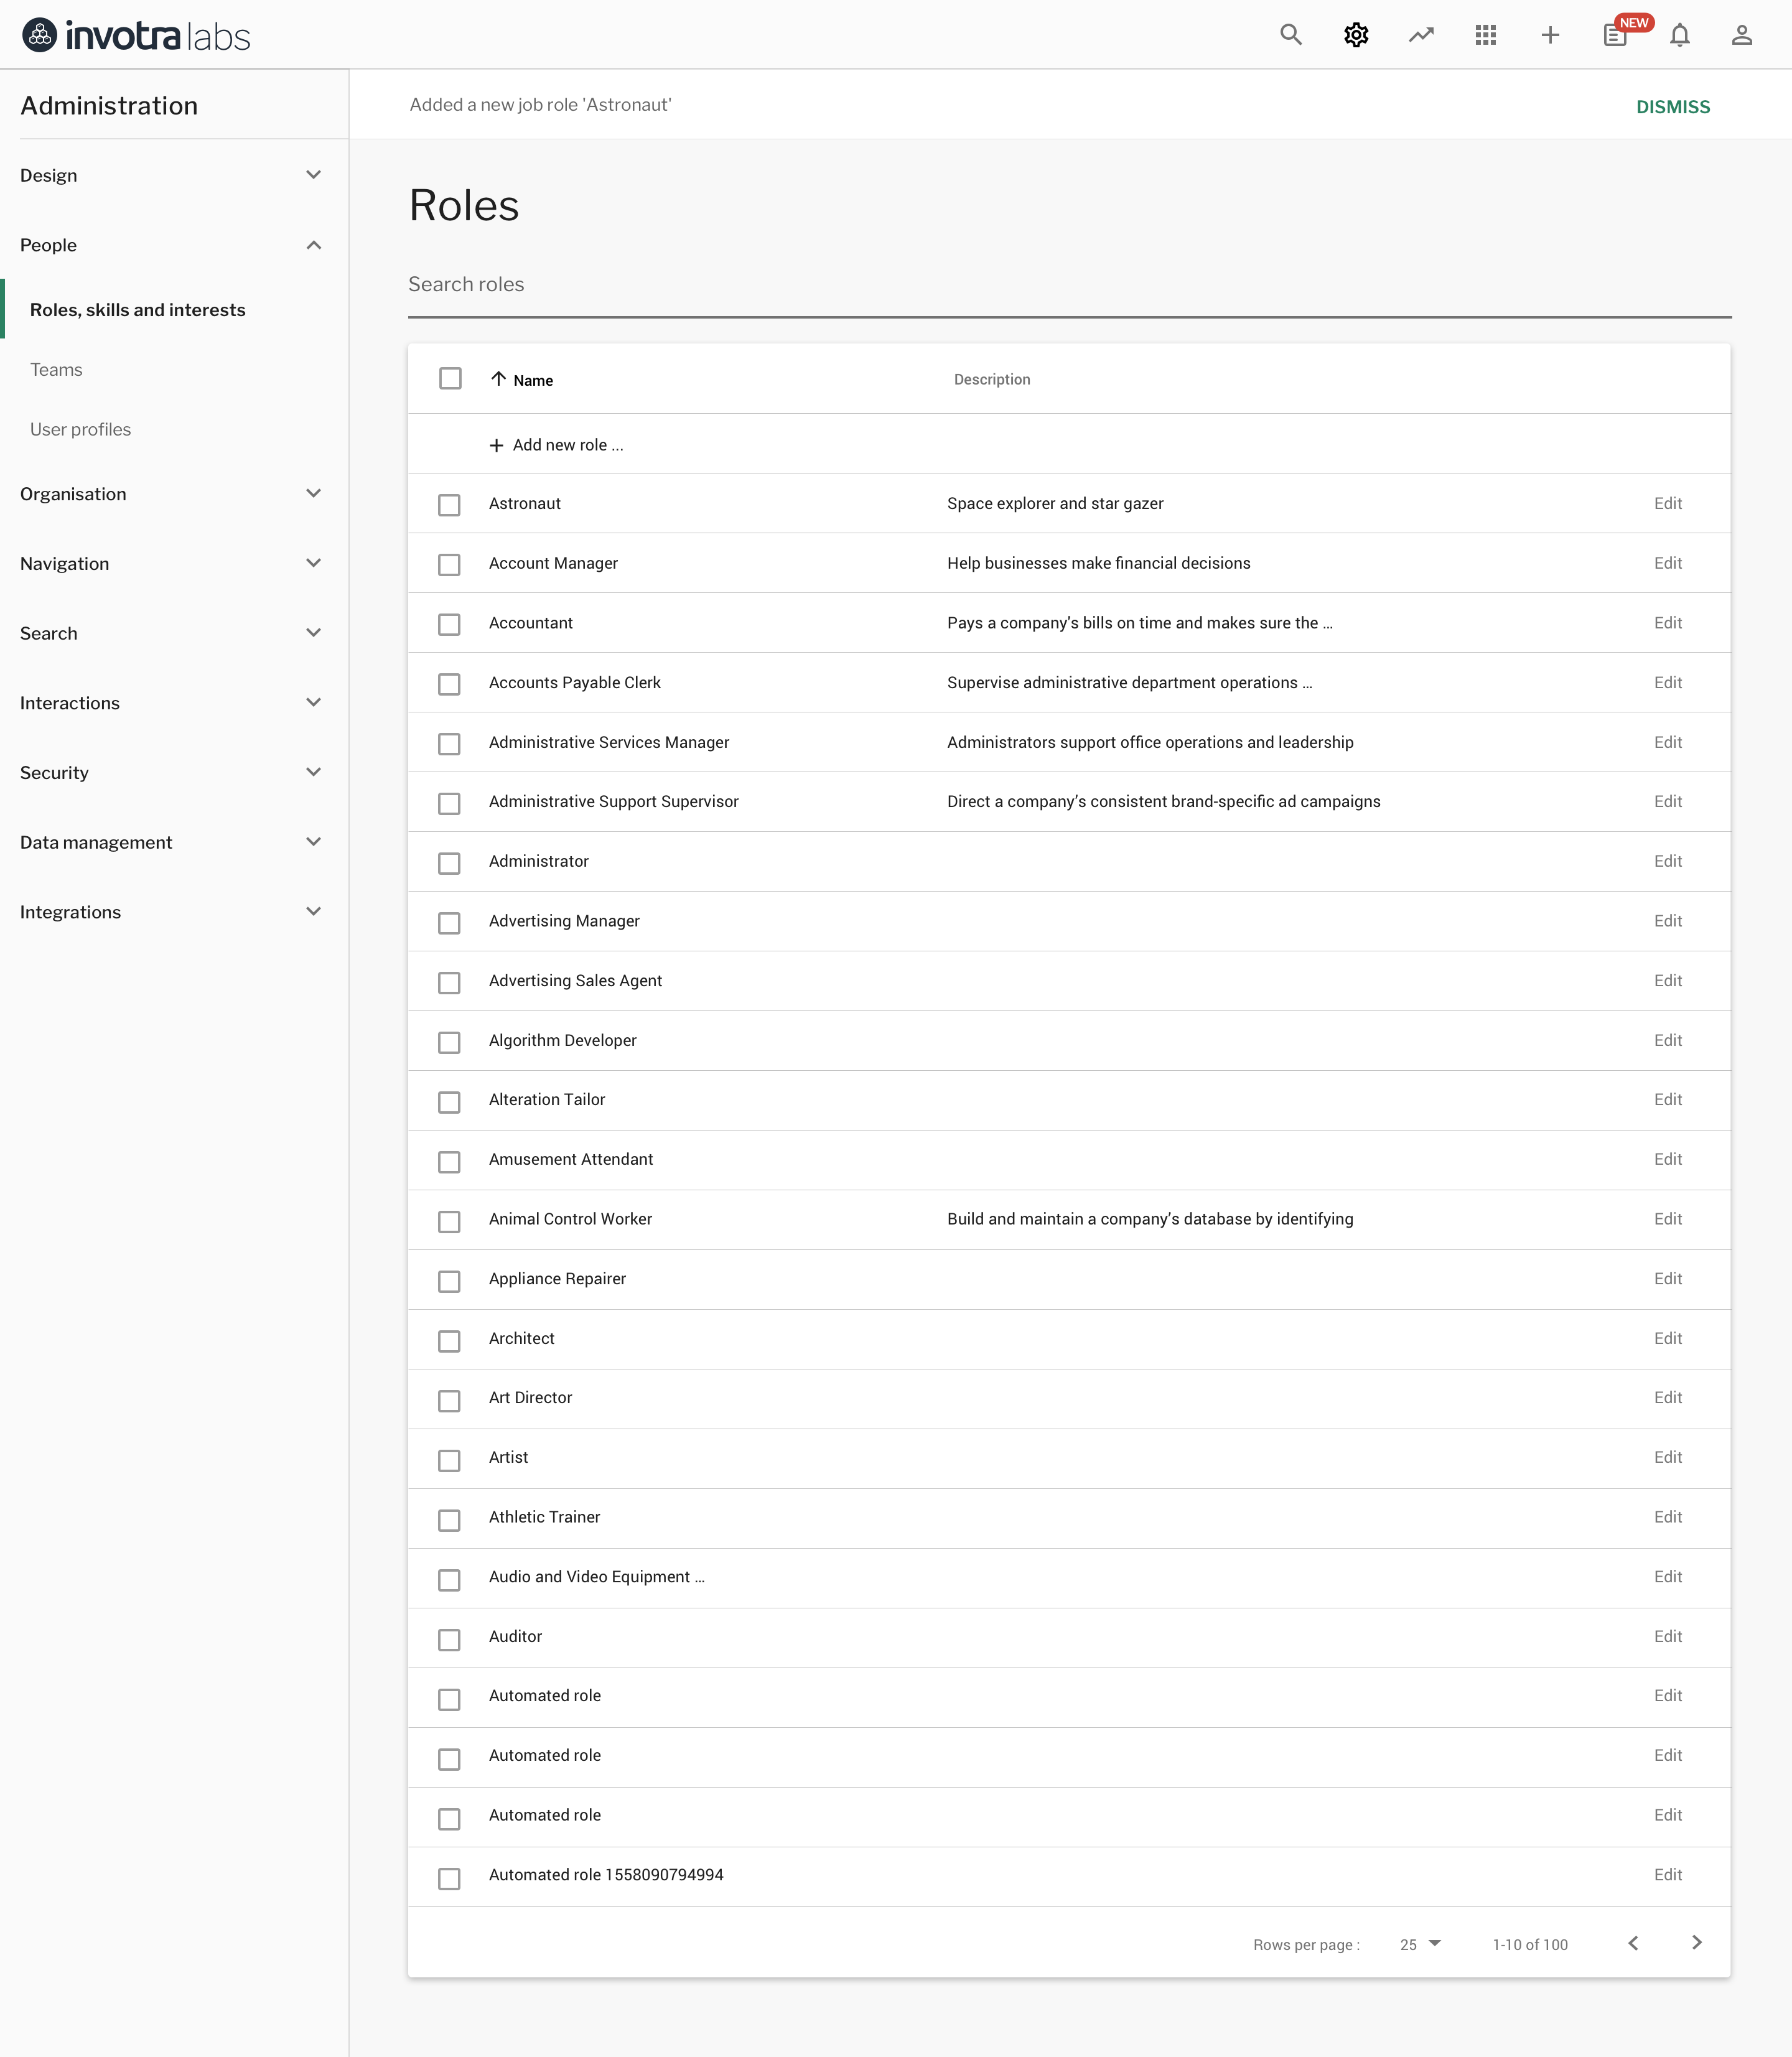 invotra labs
NEW
Administration
Added a new job role 'Astronaut'
DISMISS
Design
People
Roles, skills and interests
Teams
User profiles
Organisation
Navigation
Search
Interactions
Security
Data management
Integrations
Roles
Search roles
Name Description
Add new role ...
Astronaut Space explorer and star gazer Edit
Account Manager Help businesses make financial decisions Edit
Accountant Pays a company's bills on time and makes sure the ... Edit
Accounts Payable Clerk Supervise administrative department operations ... Edit
Administrative Services Manager Administrators support office operations and leadership Edit
Administrative Support Supervisor Direct a company's consistent brand-specific ad campaigns Edit
Administrator Edit
Advertising Manager Edit
Advertising Sales Agent Edit
Algorithm Developer Edit
Alteration Tailor Edit
Amusement Attendant Edit
Animal Control Worker Build and maintain a company's database by identifying Edit
Appliance Repairer Edit
Architect Edit
Art Director Edit
Artist Edit
Athletic Trainer Edit
Audio and Video Equipment ... Edit
Auditor Edit
Automated role Edit
Automated role Edit
Automated role Edit
Automated role 1558090794994 Edit
Rows per page : 25 1-10 of 100